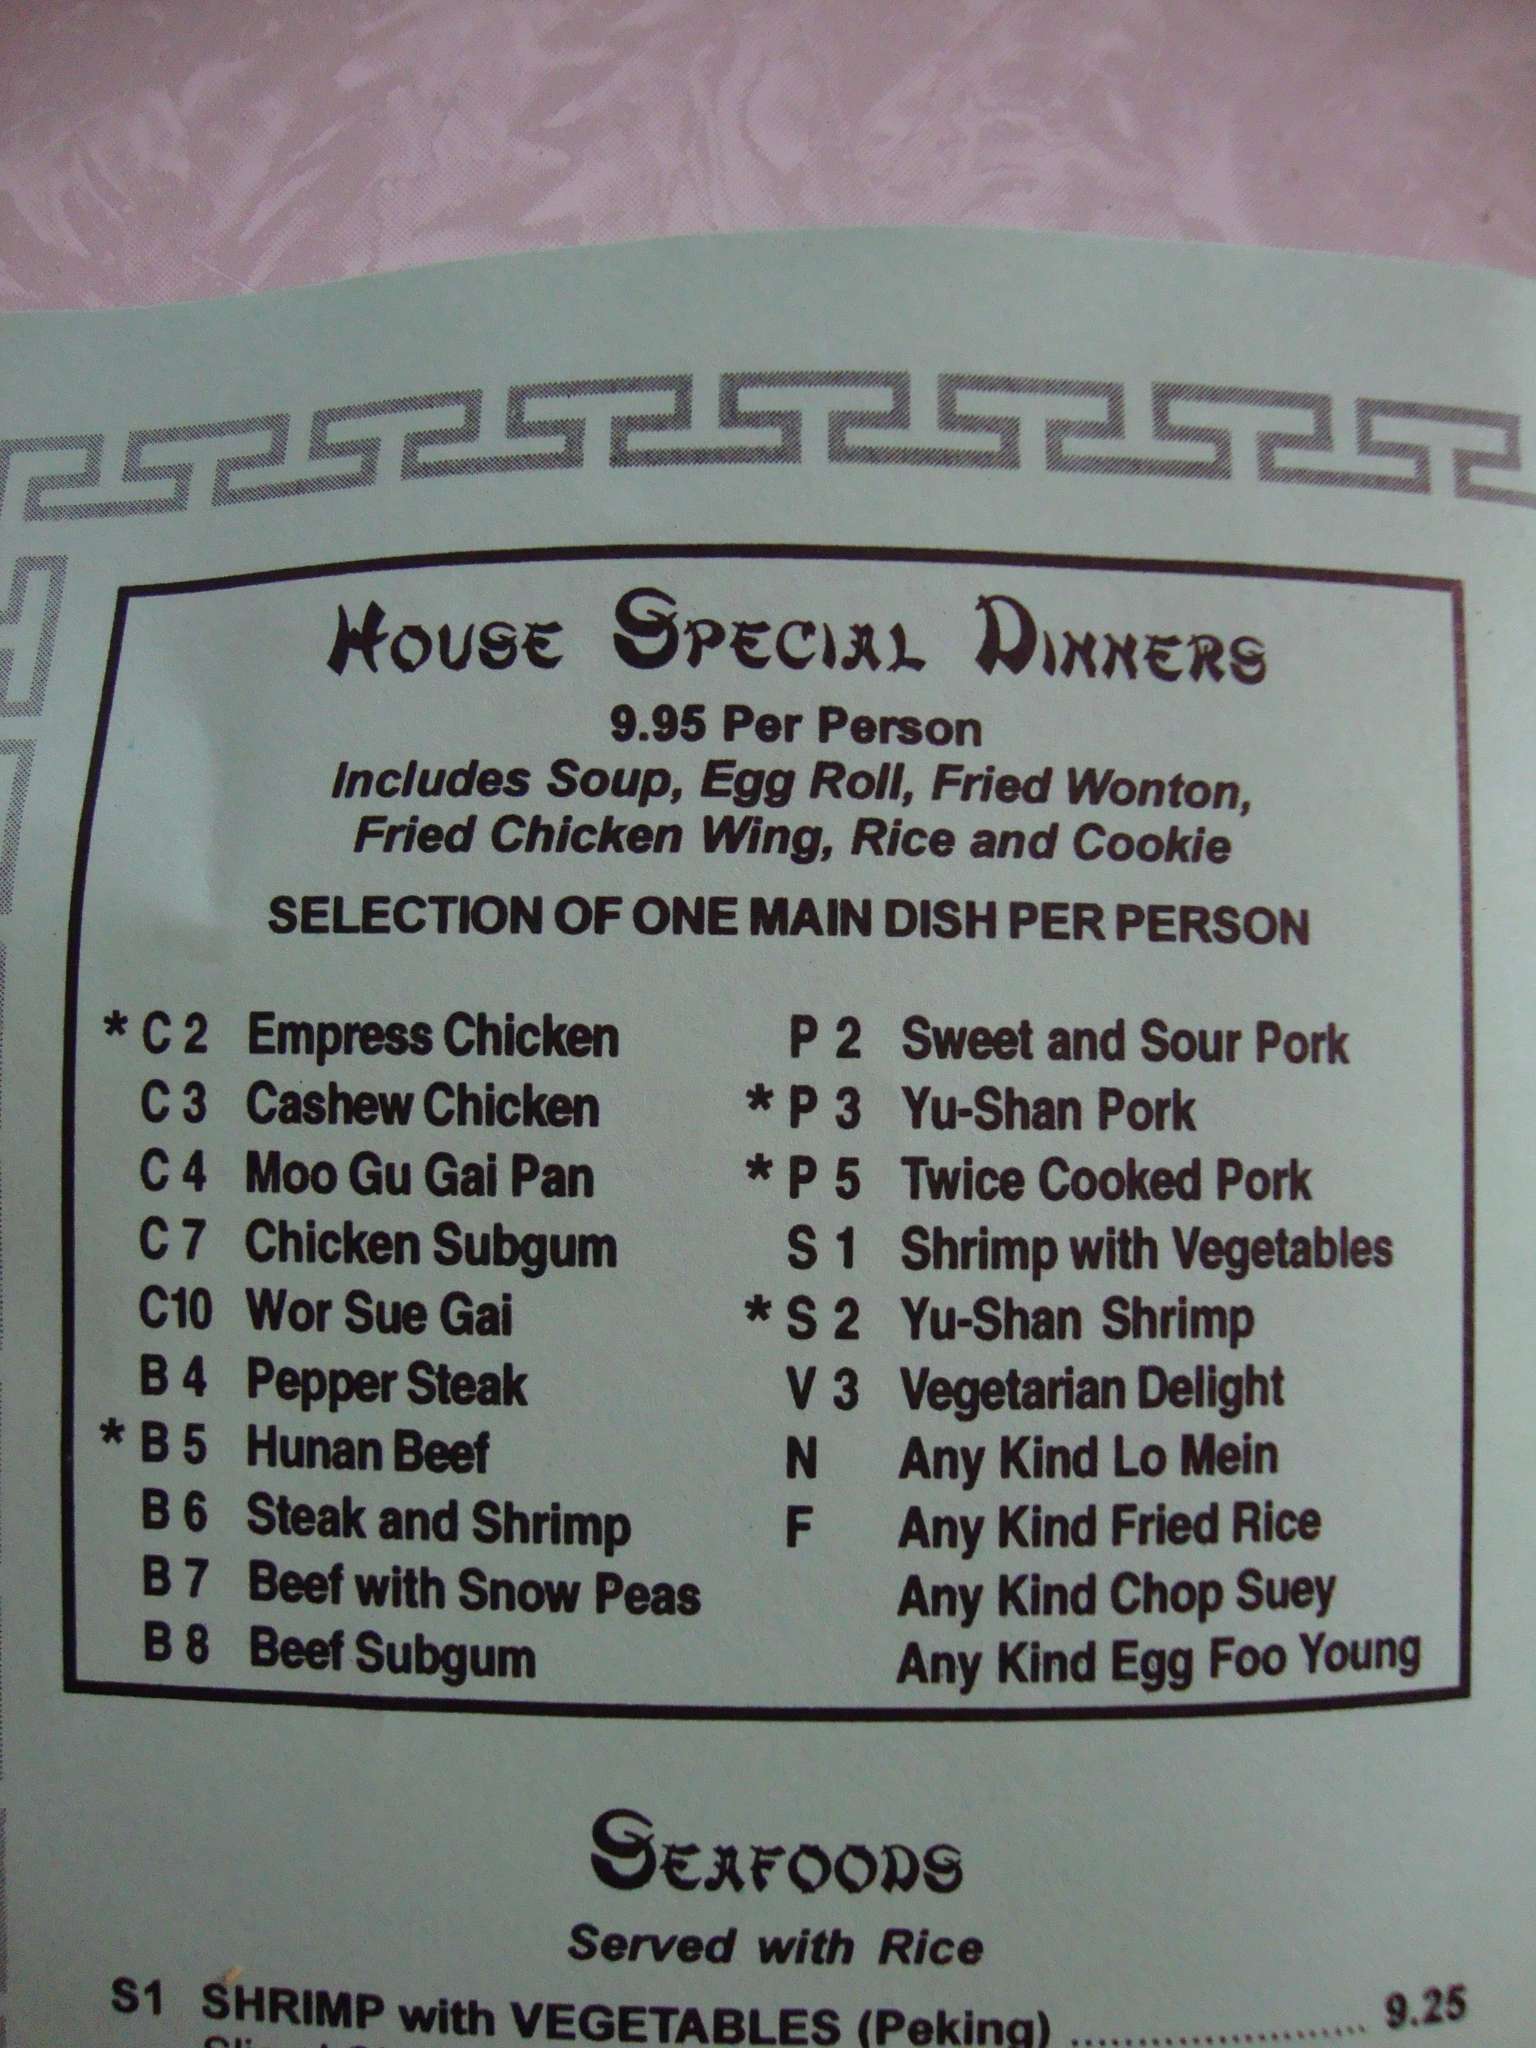 House Special Dinners
9.95 Per Person
Includes Soup, Egg Roll, Fried Wonton,
Fried Chicken Wing, Rice and Cookie
SELECTION OF ONE MAIN DISH PER PERSON
* C 2 Empress Chicken
C 3 Cashew Chicken
C 4 Moo Gu Gai Pan
C 7 Chicken Subgum
C10 Wor Sue Gai
B 4 Pepper Steak
* B 5 Hunan Beef
B 6 Steak and Shrimp
B 7 Beef with Snow Peas
B 8 Beef Subgum
P 2 Sweet and Sour Pork
* P 3 Yu-Shan Pork
* P 5 Twice Cooked Pork
S 1 Shrimp with Vegetables
* S 2 Yu-Shan Shrimp
V 3 Vegetarian Delight
N Any Kind Lo Mein
F Any Kind Fried Rice
Any Kind Chop Suey
Any Kind Egg Foo Young
Seafoods
Served with Rice
S1 SHRIMP with VEGETABLES (Peking) ........................ 9.25